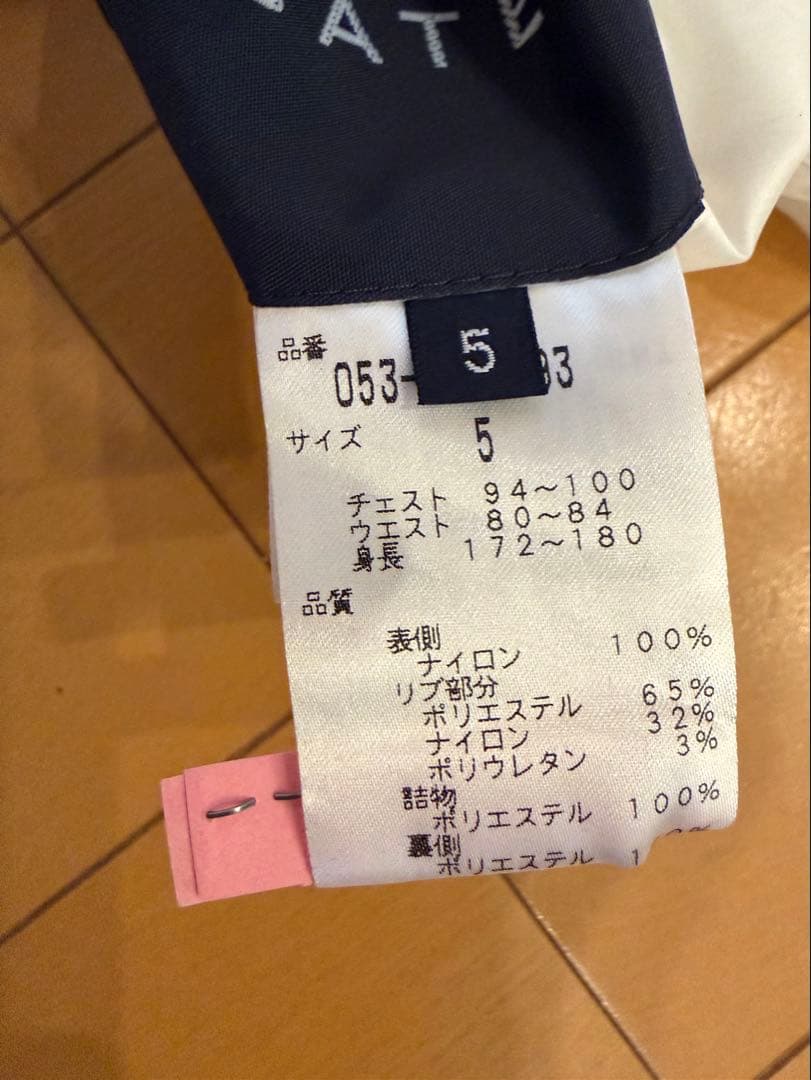 AT
5
品番
053-
93
サイズ 5
チェスト 94〜100
ウエスト 80〜84
身長 172〜180
品質
表側
ナイロン 100%
リブ部分
ポリエステル 65%
ナイロン 32%
ポリウレタン 3%
詰物
ポリエステル 100%
裏側
ポリエステル